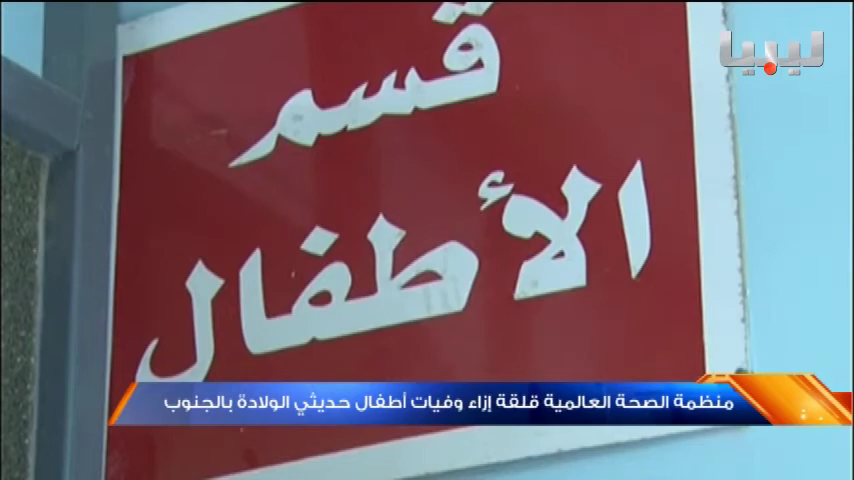 ليبيا
قسم
الأطفال
منظمة الصحة العالمية قلقة إزاء وفيات أطفال حديثي الولادة بالجنوب